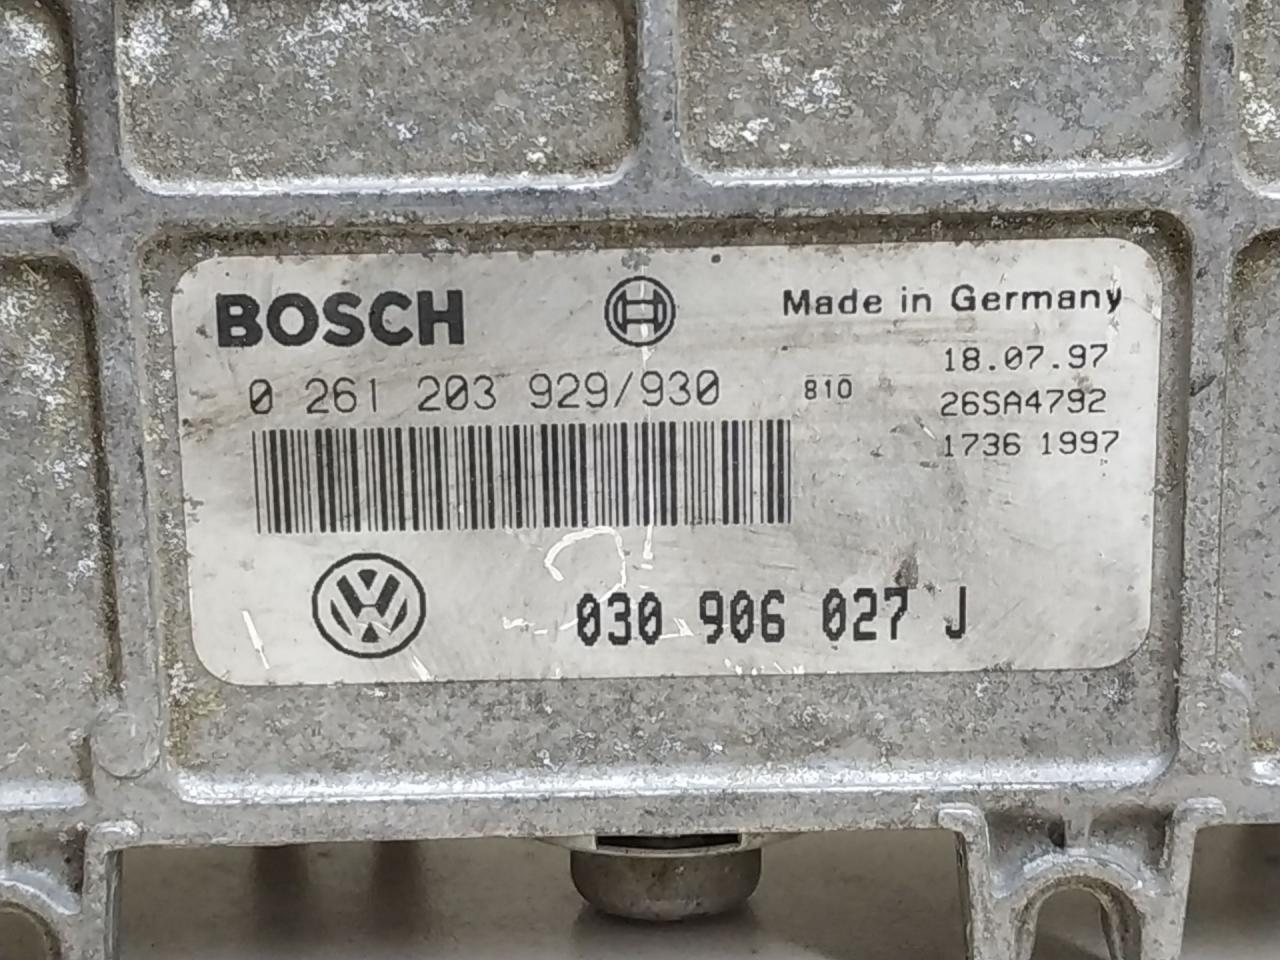 BOSCH
Made in Germany
18.07.97
0 261 203 929/930
810
26SA4792
1736 1997
030 906 027 J